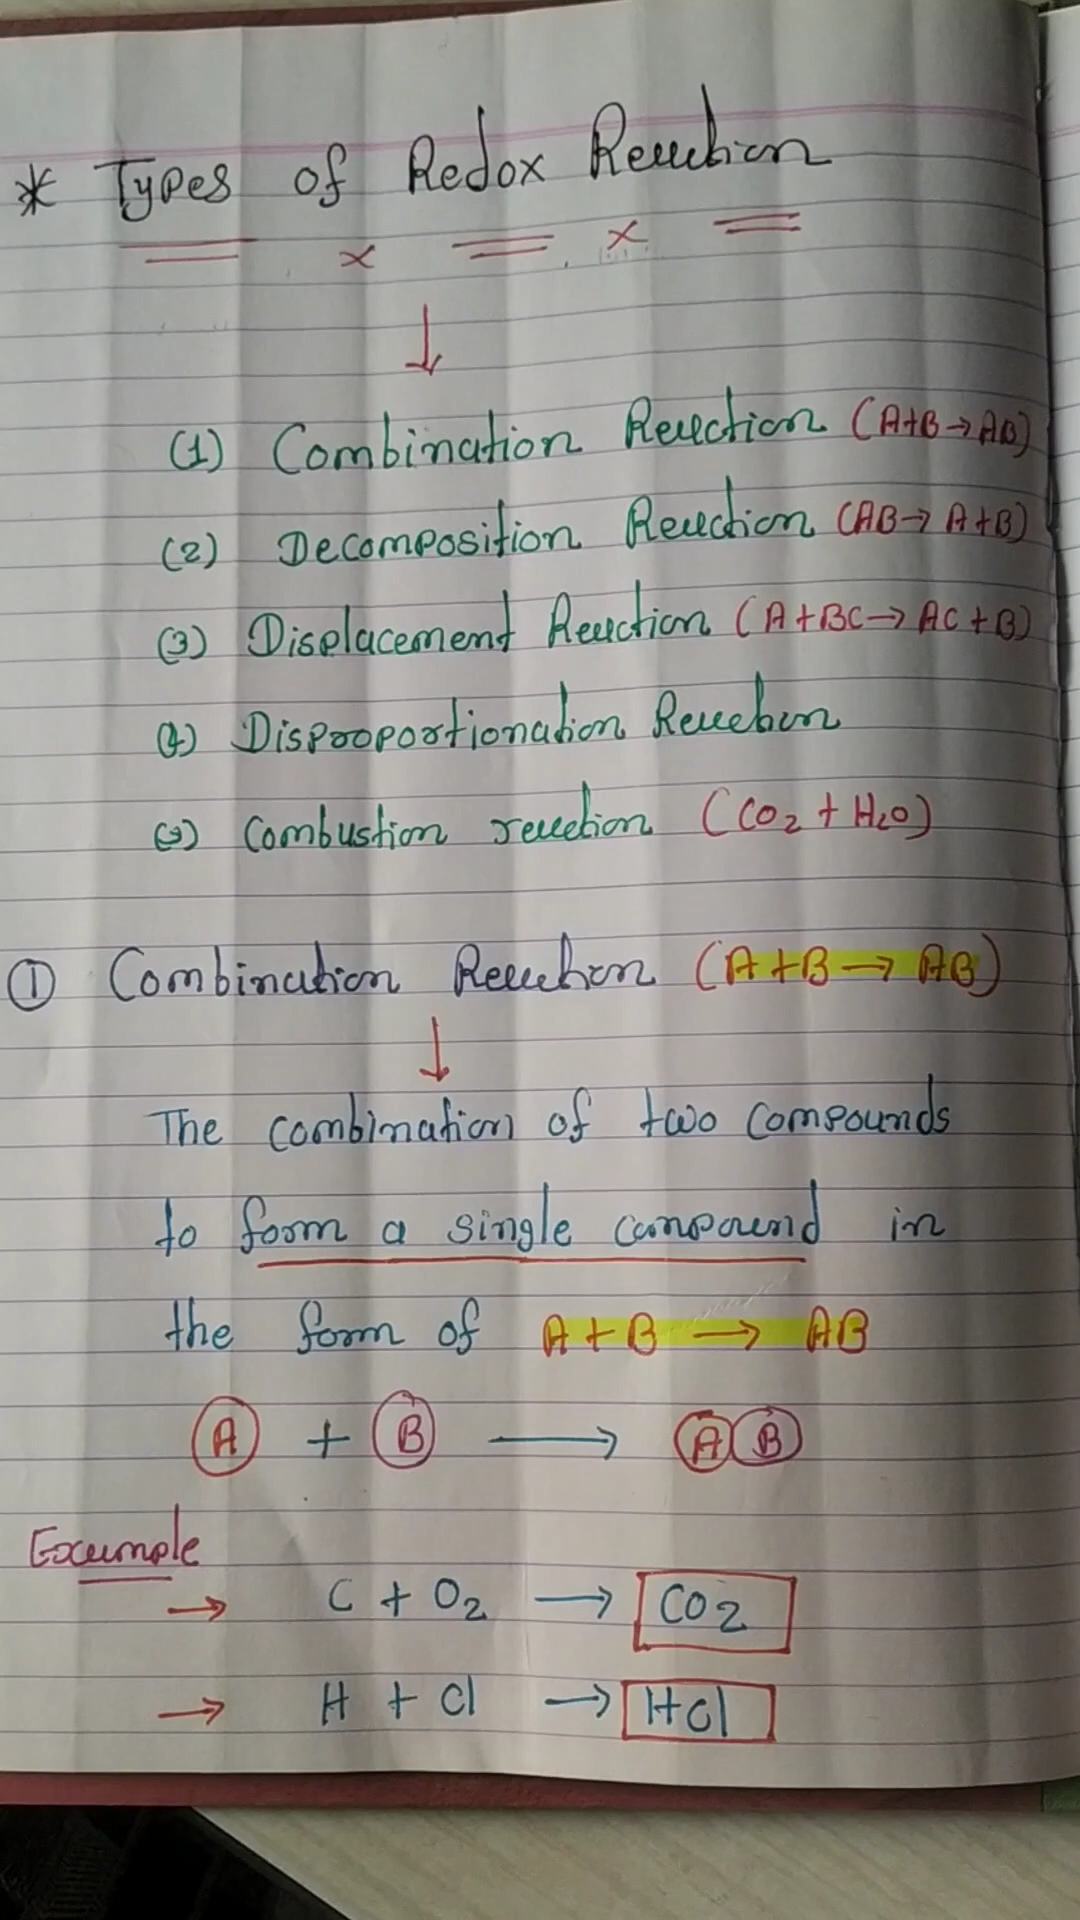 * Types of Redox Reaction
(1) Combination Reaction (A+B→AB)
(2) Decomposition Reaction (AB→ A+B)
(3) Displacement Reaction (A+BC→ AC+B)
(4) Disproportionation Reaction
(5) Combustion reaction (CO2 + H2O)
① Combination Reaction (A+B → AB)
The combination of two compounds
to form a single compound in
the form of A+B → AB
A + B → A B
Example
→ C + O2 → CO2
→ H + Cl → HCl